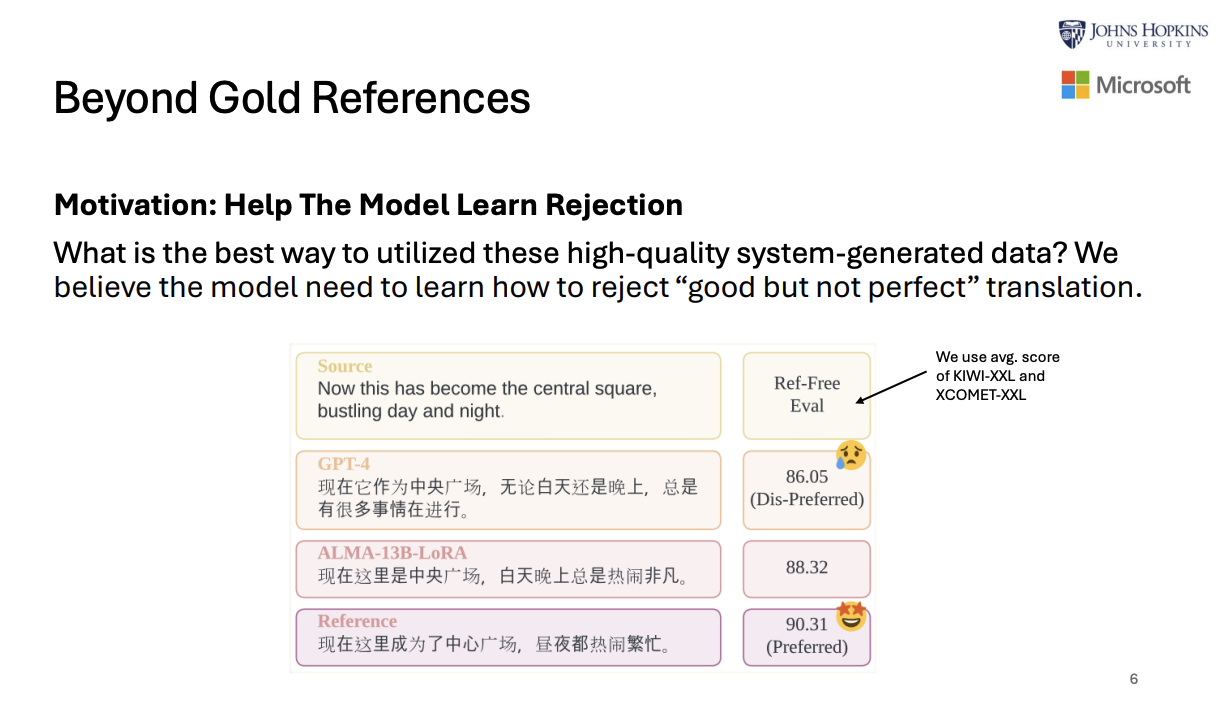 JOHNS HOPKINS
UNIVERSITY
Microsoft
Beyond Gold References
Motivation: Help The Model Learn Rejection
What is the best way to utilized these high-quality system-generated data? We
believe the model need to learn how to reject “good but not perfect” translation.
Source
Now this has become the central square,
bustling day and night.
Ref-Free
Eval
We use avg. score
of KIWI-XXL and
XCOMET-XXL
GPT-4
现在它作为中央广场，无论白天还是晚上，总是
有很多事情在进行。
86.05
(Dis-Preferred)
ALMA-13B-LoRA
现在这里是中央广场，白天晚上总是热闹非凡。
88.32
Reference
现在这里成为了中心广场，昼夜都热闹繁忙。
90.31
(Preferred)
6